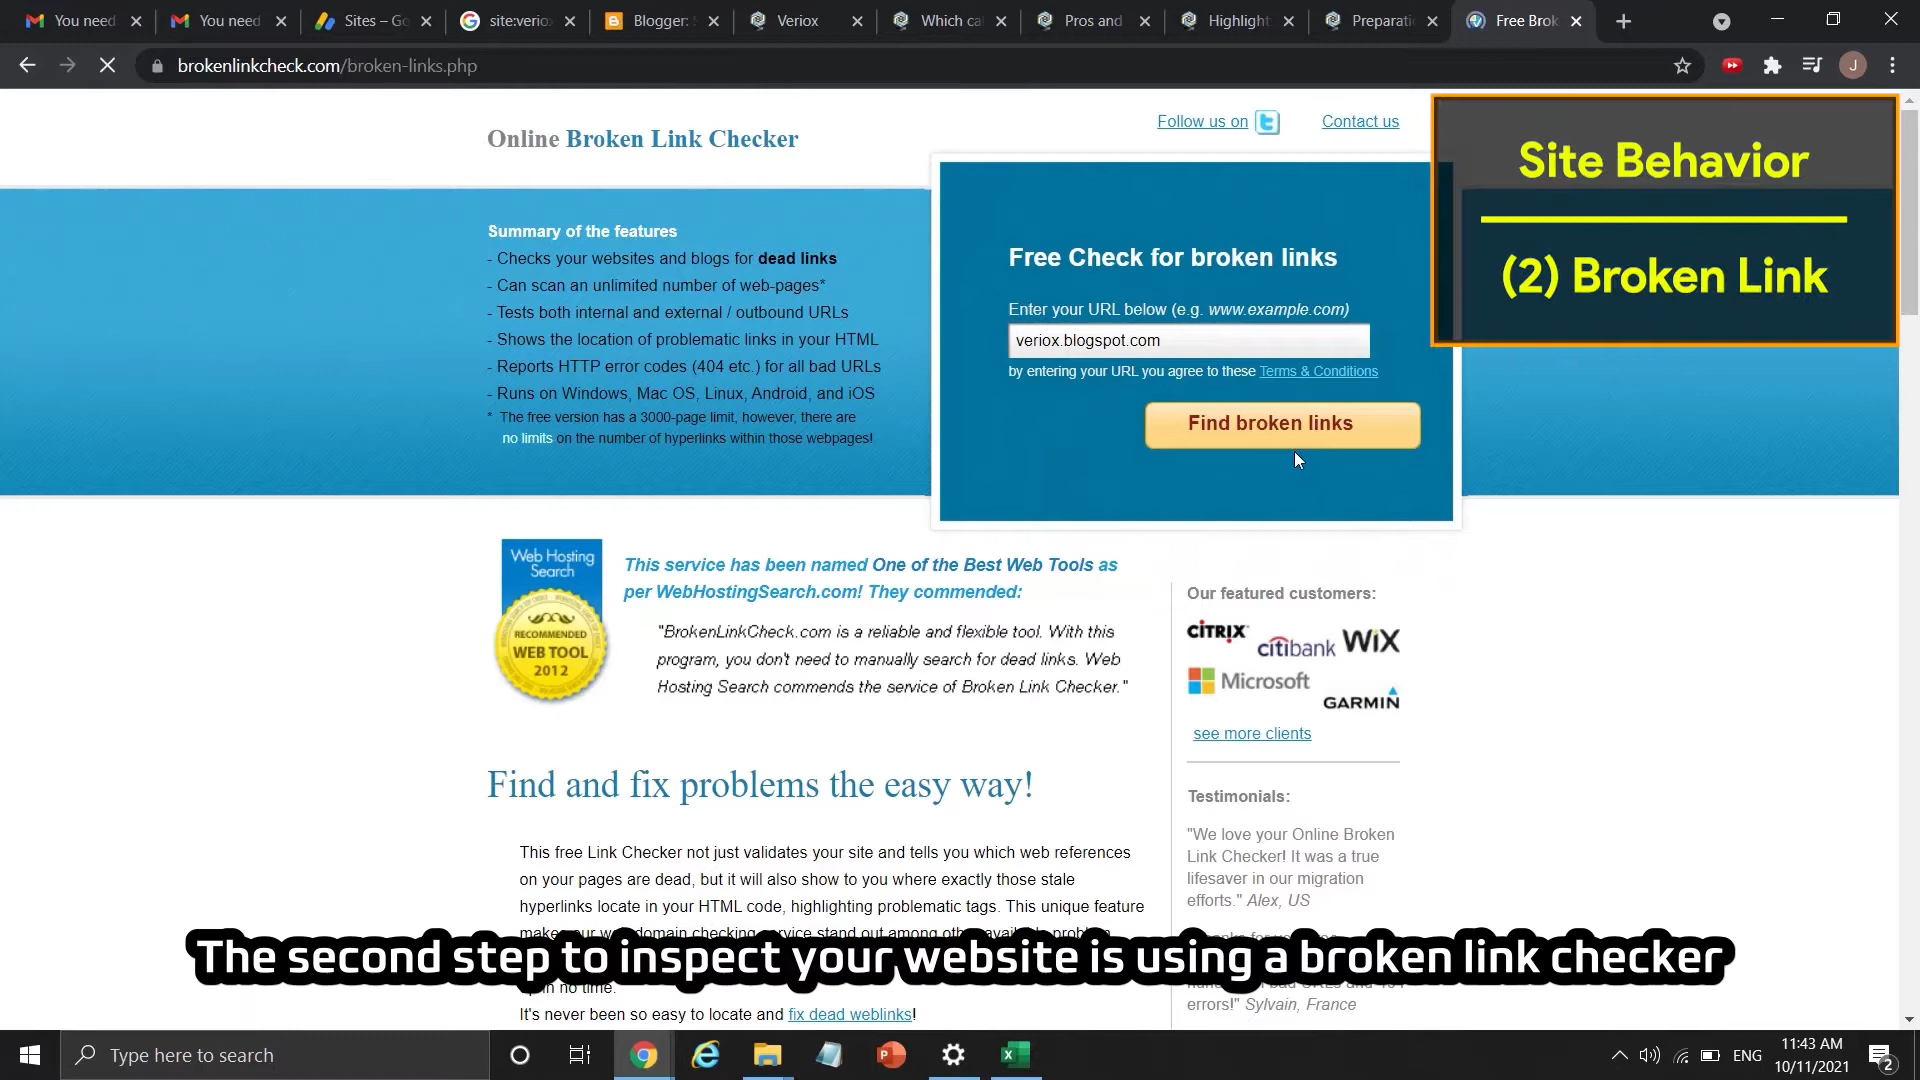 You need
You need
Sites – Go
site:veriox
Blogger: S
Veriox
Which ca
Pros and
Highlight
Preparatio
Free Brok
brokenlinkcheck.com/broken-links.php
J
Online Broken Link Checker
Follow us on
Contact us
Site Behavior
(2) Broken Link
Summary of the features
- Checks your websites and blogs for dead links
- Can scan an unlimited number of web-pages*
- Tests both internal and external / outbound URLs
- Shows the location of problematic links in your HTML
- Reports HTTP error codes (404 etc.) for all bad URLs
- Runs on Windows, Mac OS, Linux, Android, and iOS
* The free version has a 3000-page limit, however, there are
no limits on the number of hyperlinks within those webpages!
Free Check for broken links
Enter your URL below (e.g. www.example.com)
veriox.blogspot.com
by entering your URL you agree to these Terms & Conditions
Find broken links
Web Hosting
Search
RECOMMENDED
WEB TOOL
2012
This service has been named One of the Best Web Tools as
per WebHostingSearch.com! They commended:
"BrokenLinkCheck.com is a reliable and flexible tool. With this
program, you don't need to manually search for dead links. Web
Hosting Search commends the service of Broken Link Checker."
Our featured customers:
CITRIX
citibank
WiX
Microsoft
GARMIN
see more clients
Find and fix problems the easy way!
Testimonials:
"We love your Online Broken
Link Checker! It was a true
lifesaver in our migration
efforts." Alex, US
This free Link Checker not just validates your site and tells you which web references
on your pages are dead, but it will also show to you where exactly those stale
hyperlinks locate in your HTML code, highlighting problematic tags. This unique feature
The second step to inspect your website is using a broken link checker
in no time.
It's never been so easy to locate and fix dead weblinks!
errors!" Sylvain, France
Type here to search
ENG
11:43 AM
10/11/2021
2